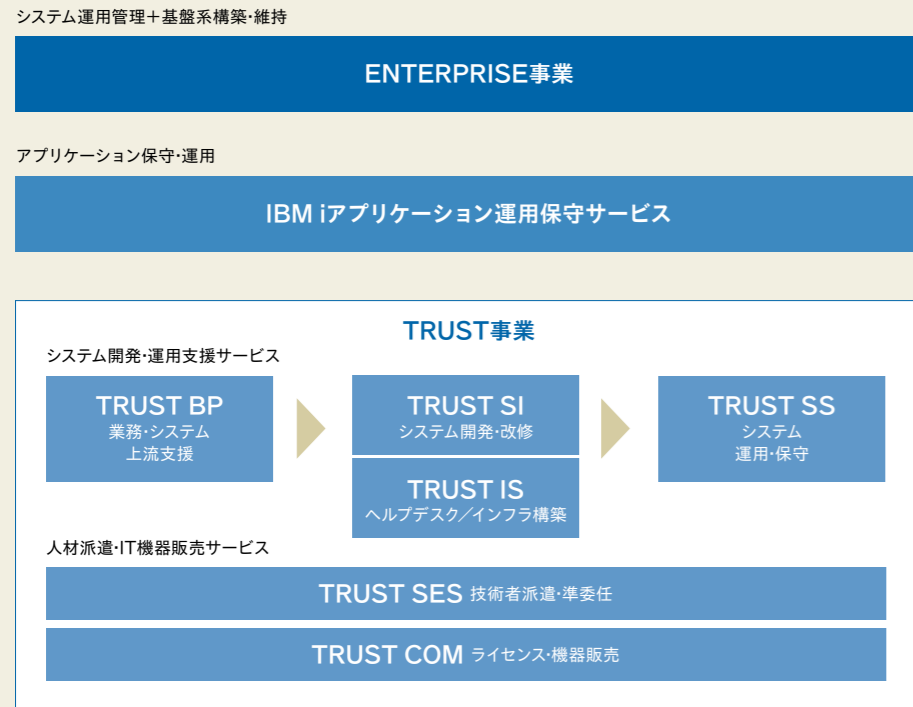 システム運用管理＋基盤系構築・維持
ENTERPRISE事業
アプリケーション保守・運用
IBM iアプリケーション運用保守サービス
TRUST事業
システム開発・運用支援サービス
TRUST BP
業務・システム
上流支援
TRUST SI
システム開発・改修
TRUST IS
ヘルプデスク／インフラ構築
TRUST SS
システム
運用・保守
人材派遣・IT機器販売サービス
TRUST SES 技術者派遣・準委任
TRUST COM ライセンス・機器販売